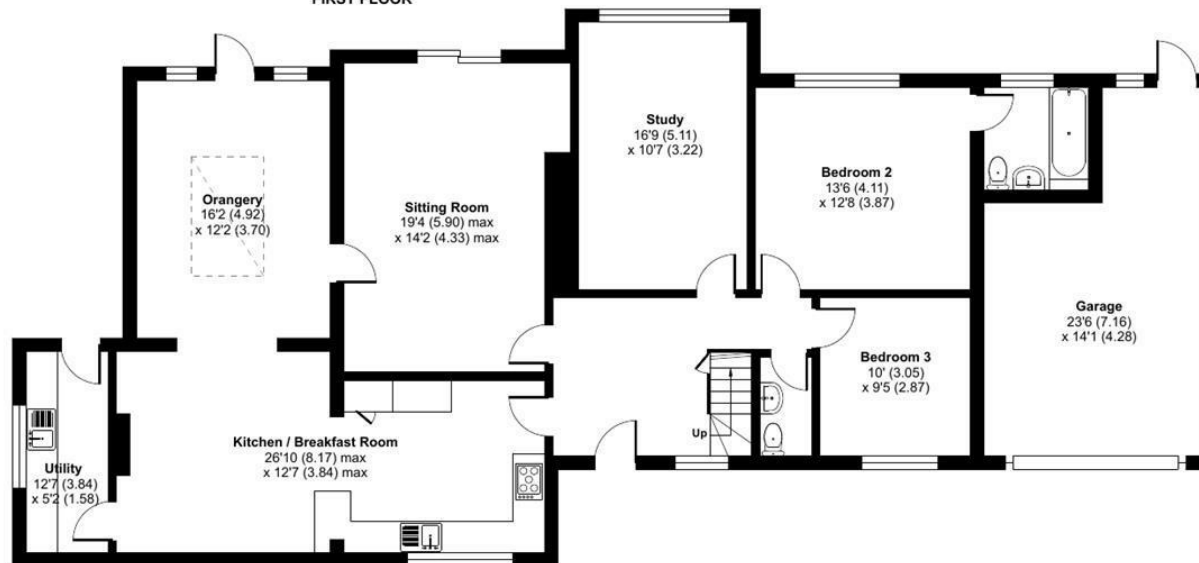 FIRST FLOOR
Study
16'9 (5.11)
x 10'7 (3.22)
Bedroom 2
13'6 (4.11)
x 12'8 (3.87)
Orangery
16'2 (4.92)
x 12'2 (3.70)
Sitting Room
19'4 (5.90) max
x 14'2 (4.33) max
Garage
23'6 (7.16)
x 14'1 (4.28)
Bedroom 3
10' (3.05)
x 9'5 (2.87)
Up
Kitchen / Breakfast Room
26'10 (8.17) max
x 12'7 (3.84) max
Utility
12'7 (3.84)
x 5'2 (1.58)